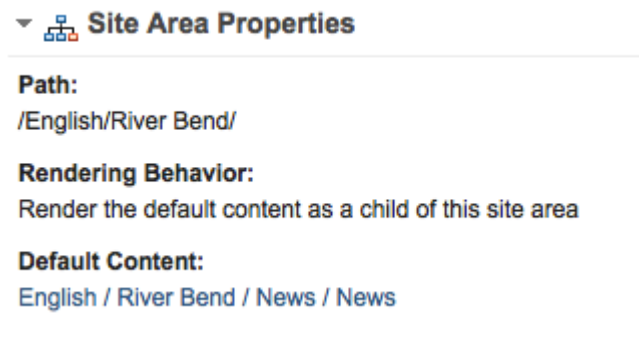 Site Area Properties
Path:
/English/River Bend/
Rendering Behavior:
Render the default content as a child of this site area
Default Content:
English / River Bend / News / News